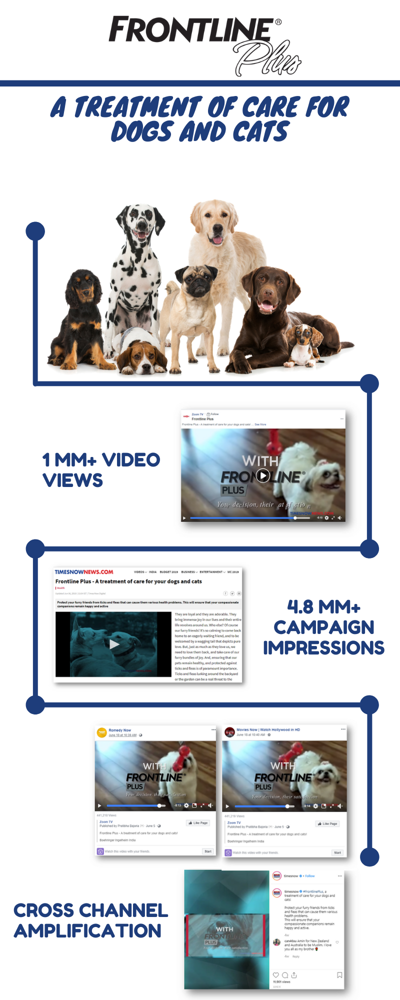 FRONTLINE®
Plus
A TREATMENT OF CARE FOR
DOGS AND CATS
Zoom TV Follow
Frontline Plus
Frontline Plus - A treatment of care for your dogs and cats! ... See More
1 MM+ VIDEO
VIEWS
WITH
FRONTLINE®
PLUS
Your decision, their
TIMESNOWNEWS.COM
-0:13
TIMESNOWNEWS.COM
VIDEOS INDIA BUDGET 2019 BUSINESS ENTERTAINMENT WC 2019
Frontline Plus - A treatment of care for your dogs and cats
Health
Protect your furry friends from ticks and fleas that can cause them various health problems. This will ensure that your compassionate
companions remain happy and active
They are loyal and they are adorable. They
bring immense joy in our lives and their entire
life revolves around us. Who else? Of course
our furry friends! It's so calming to come back
home to an eagerly waiting friend, and to be
welcomed by a wagging tail that depicts pure
love. But, just as much as they love us, we
need to love them back, and take care of our
furry bundles of joy. And, ensuring that our
pets remain healthy, and protected against
ticks and fleas is of paramount importance.
Ticks and fleas lurking around the backyard
or the garden can be a real threat to the
4.8 MM+
CAMPAIGN
IMPRESSIONS
Romedy Now
June 18 at 10:39 AM
WITH
FRONTLINE®
PLUS
Your decision, their satisfaction
-0:13
441,218 Views
Zoom TV
Published by Pratibha Bajoria [?] · June 5
Like Page
Frontline Plus - A treatment of care for your dogs and cats!
Boehringer Ingelheim India
Watch this video with your friends.
Start
Movies Now | Watch Hollywood in HD
June 18 at 10:40 AM
WITH
FRONTLINE®
PLUS
Your decision, their satisfaction
-0:14
441,218 Views
Zoom TV
Published by Pratibha Bajoria [?] · June 5
Like Page
Frontline Plus - A treatment of care for your dogs and cats!
Boehringer Ingelheim India
Watch this video with your friends.
Start
CROSS CHANNEL
AMPLIFICATION
WITH
FRONTLINE
PLUS
timesnow • Follow
timesnow #FrontlinePlus, a
treatment of care for your dogs and
cats!
Protect your furry friends from ticks
and fleas that can cause them various
health problems.
This will ensure that your
compassionate companions remain
happy and active.
4w
can46su Amin for New Zealand
and Australia to be Muslim. I love
you all as my brother
4w Reply
11,901 views
JUNE 6